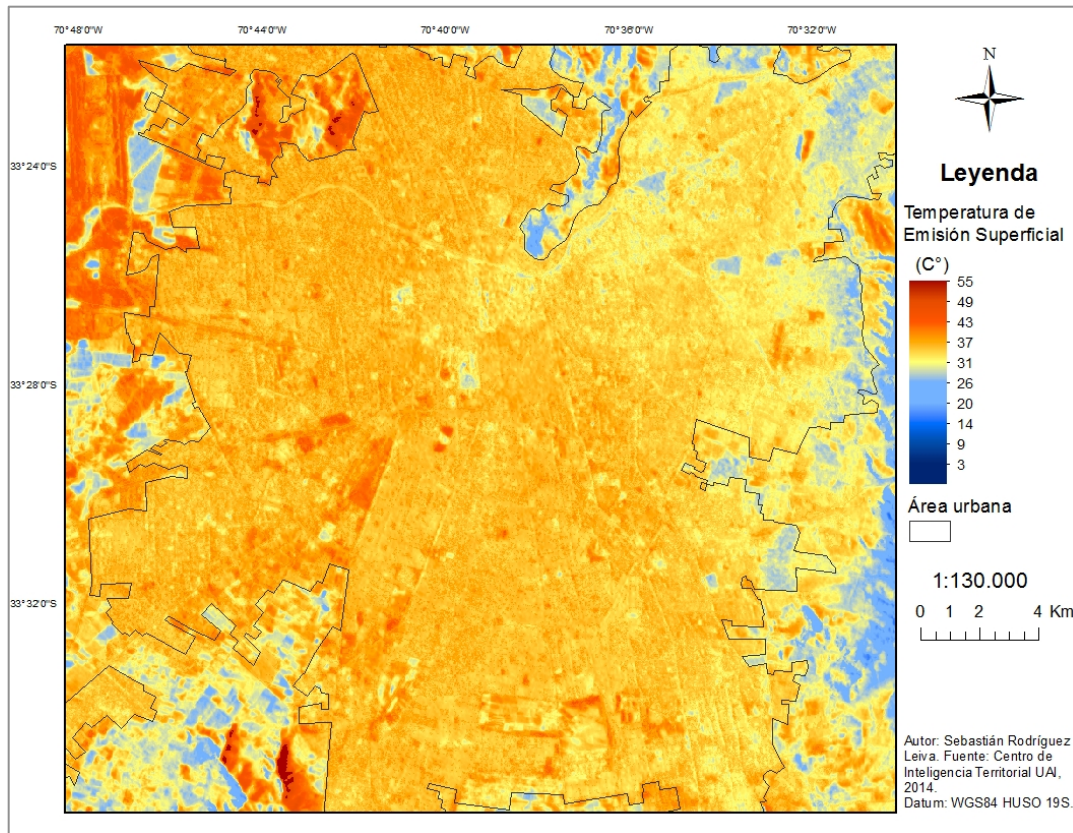 70°48'0"W
70°44'0"W
70°40'0"W
70°36'0"W
70°32'0"W
33°24'0"S
33°28'0"S
33°32'0"S
N
Leyenda
Temperatura de
Emisión Superficial
(C°)
55
49
43
37
31
26
20
14
9
3
Área urbana
1:130.000
0 1 2 4 Km
Autor: Sebastián Rodríguez
Leiva. Fuente: Centro de
Inteligencia Territorial UAI,
2014.
Datum: WGS84 HUSO 19S.